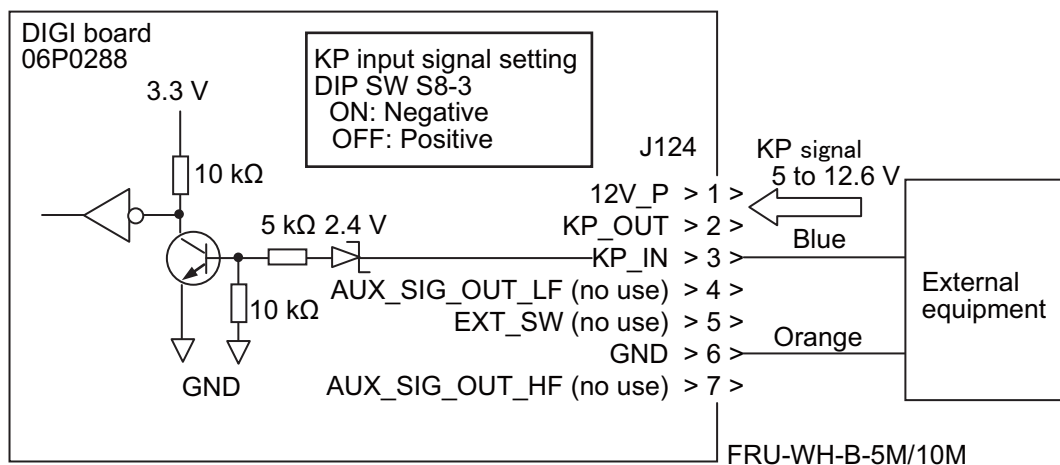 DIGI board
06P0288
KP input signal setting
DIP SW S8-3
ON: Negative
OFF: Positive
3.3 V
10 kΩ
5 kΩ 2.4 V
10 kΩ
GND
J124
12V_P > 1 >
KP_OUT > 2 >
KP_IN > 3 >
AUX_SIG_OUT_LF (no use) > 4 >
EXT_SW (no use) > 5 >
GND > 6 >
AUX_SIG_OUT_HF (no use) > 7 >
KP signal
5 to 12.6 V
Blue
Orange
External
equipment
FRU-WH-B-5M/10M